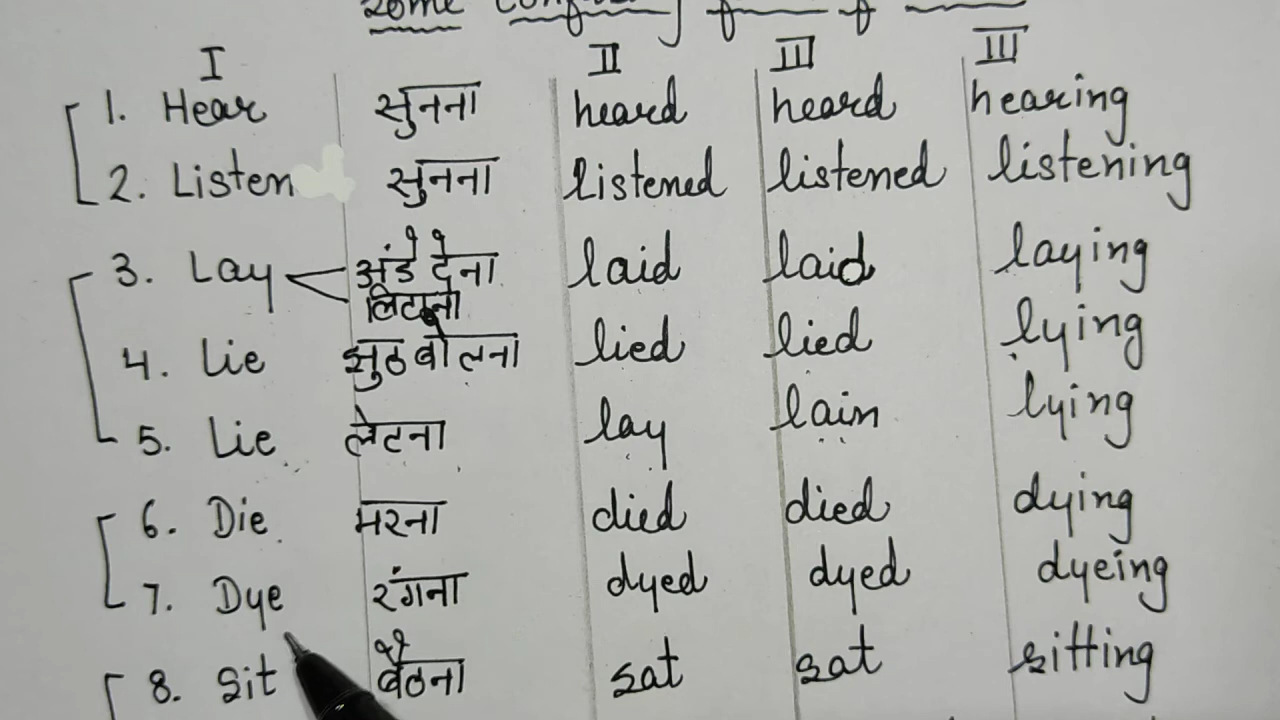 Some
I II III III
1. Hear सुनना heard heard hearing
2. Listen सुनना listened listened listening
3. Lay अंडे देना laid laid laying
लिटाना
4. Lie झुठ बोलना lied lied lying
5. Lie लेटना lay lain lying
6. Die मरना died died dying
7. Dye रंगना dyed dyed dyeing
8. Sit बैठना sat sat sitting